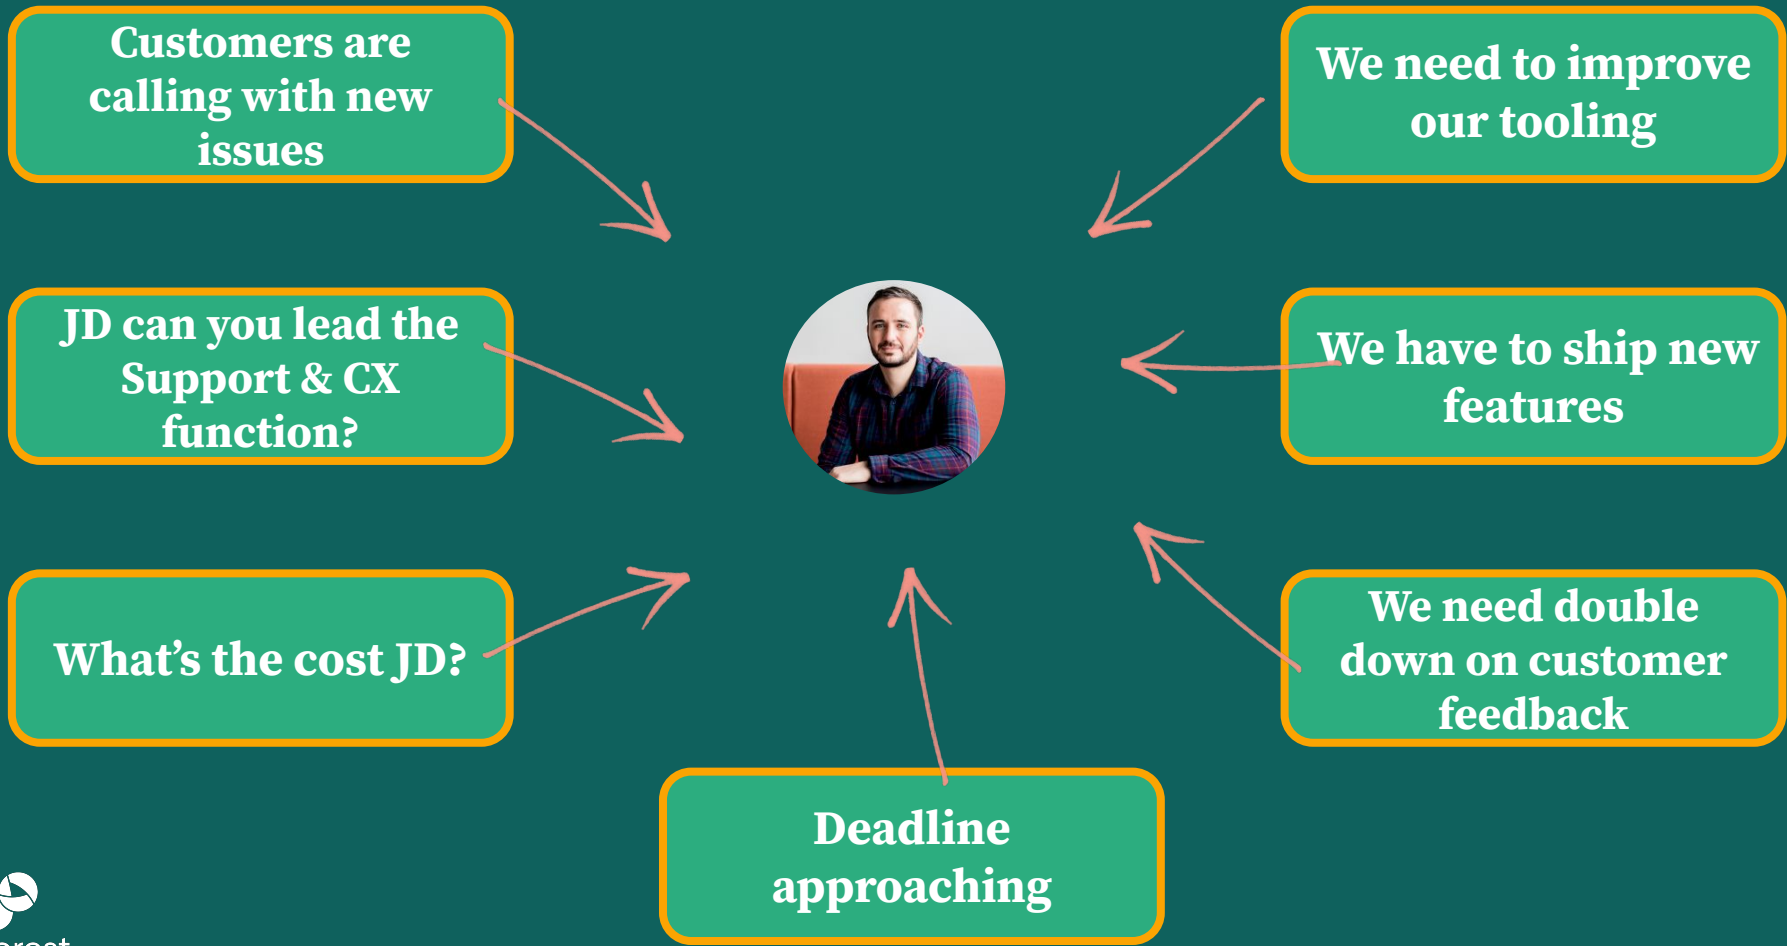 Customers are
calling with new
issues
We need to improve
our tooling
JD can you lead the
Support & CX
function?
We have to ship new
features
What's the cost JD?
We need double
down on customer
feedback
Deadline
approaching